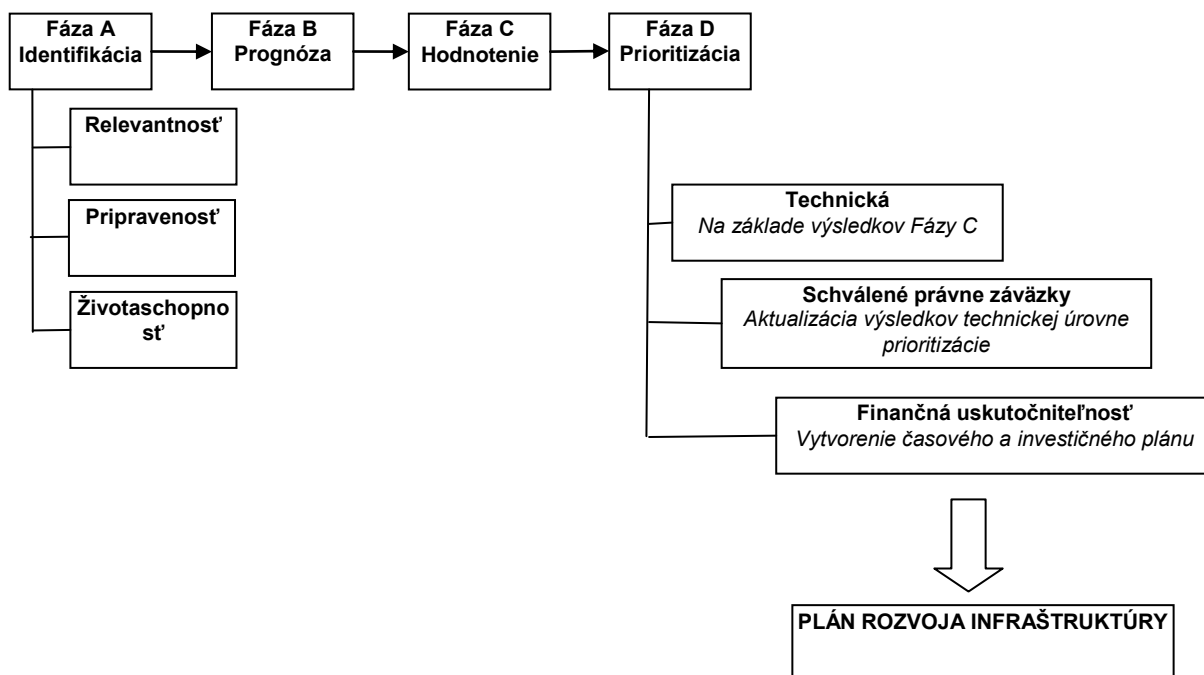 Fáza A
Identifikácia
Fáza B
Prognóza
Fáza C
Hodnotenie
Fáza D
Prioritizácia
Relevantnosť
Pripravenosť
Životaschopno
sť
Technická
Na základe výsledkov Fázy C
Schválené právne záväzky
Aktualizácia výsledkov technickej úrovne
prioritizácie
Finančná uskutočniteľnosť
Vytvorenie časového a investičného plánu
PLÁN ROZVOJA INFRAŠTRUKTÚRY